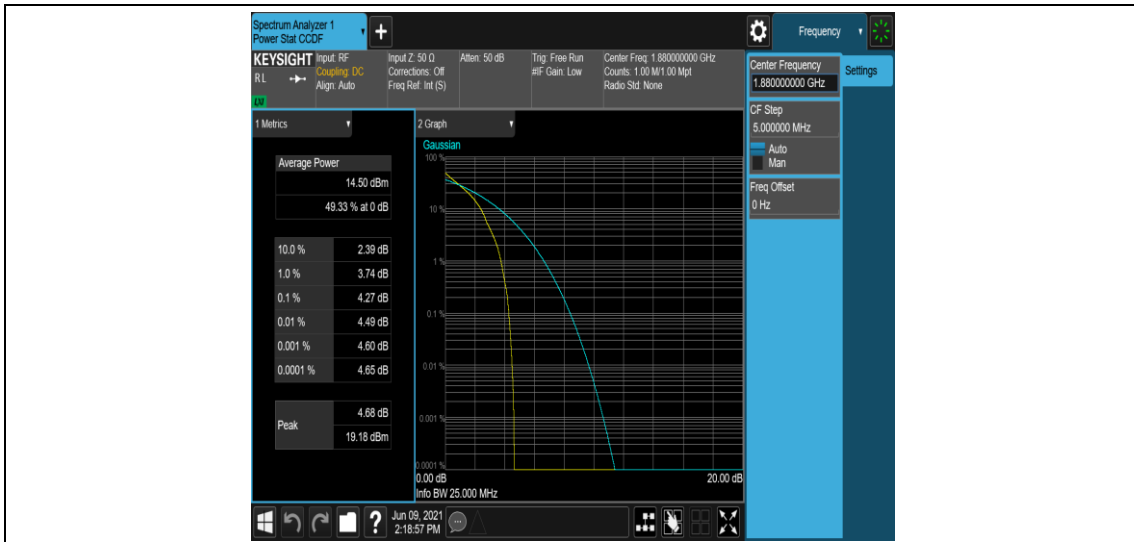 Spectrum Analyzer 1
Power Stat CCDF
+
Frequency
KEYSIGHT
Input: RF
Coupling: DC
Align: Auto
RL
LXI
Input Z: 50 Ω
Corrections: Off
Freq Ref: Int (S)
Atten: 50 dB
Trig: Free Run
#IF Gain: Low
Center Freq: 1.880000000 GHz
Counts: 1.00 M/1.00 Mpt
Radio Std: None
Center Frequency
1.880000000 GHz
Settings
CF Step
5.000000 MHz
Auto
Man
Freq Offset
0 Hz
1 Metrics
Average Power
14.50 dBm
49.33 % at 0 dB
10.0 % 2.39 dB
1.0 % 3.74 dB
0.1 % 4.27 dB
0.01 % 4.49 dB
0.001 % 4.60 dB
0.0001 % 4.65 dB
Peak
4.68 dB
19.18 dBm
2 Graph
Gaussian
100 %
10 %
1 %
0.1 %
0.01 %
0.001 %
0.0001 %
0.00 dB 20.00 dB
Info BW 25.000 MHz
?
Jun 09, 2021
2:18:57 PM